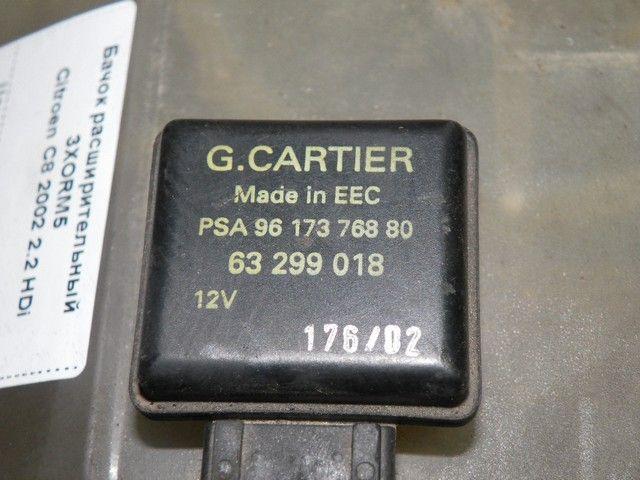 Бачок расширительный
3XORM5
Citroen C8 2002 2.2 HDi
G.CARTIER
Made in EEC
PSA 96 173 768 80
63 299 018
12V
176/02